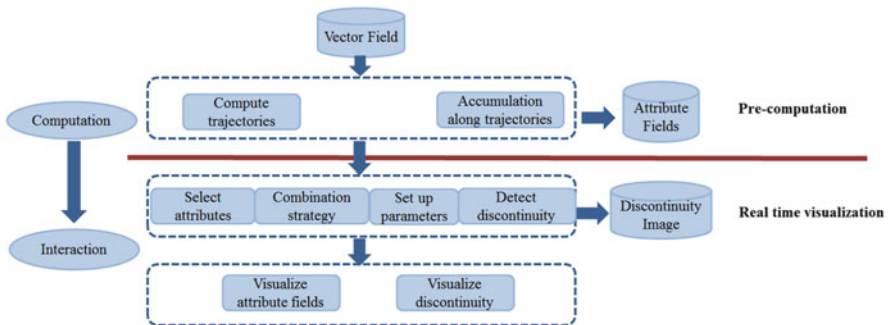 Vector Field
Compute
trajectories
Accumulation
along trajectories
Attribute
Fields
Pre-computation
Computation
Select
attributes
Combination
strategy
Set up
parameters
Detect
discontinuity
Discontinuity
Image
Real time visualization
Interaction
Visualize
attribute fields
Visualize
discontinuity